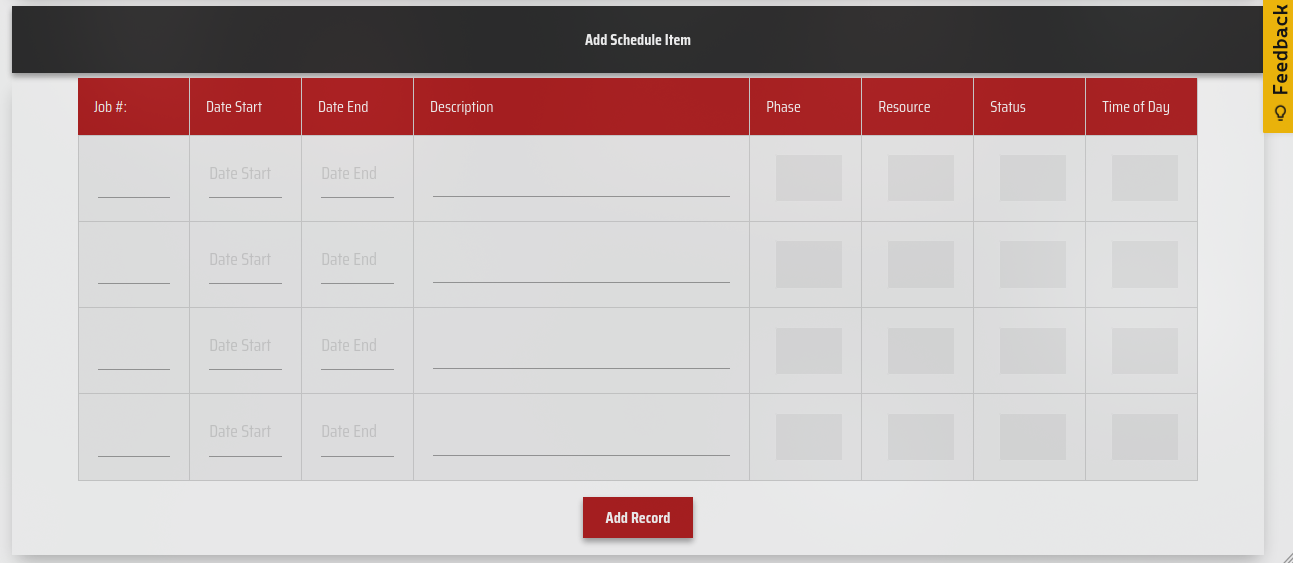 Add Schedule Item
Feedback
Job #: Date Start Date End Description Phase Resource Status Time of Day
Date Start Date End
Date Start Date End
Date Start Date End
Date Start Date End
Add Record